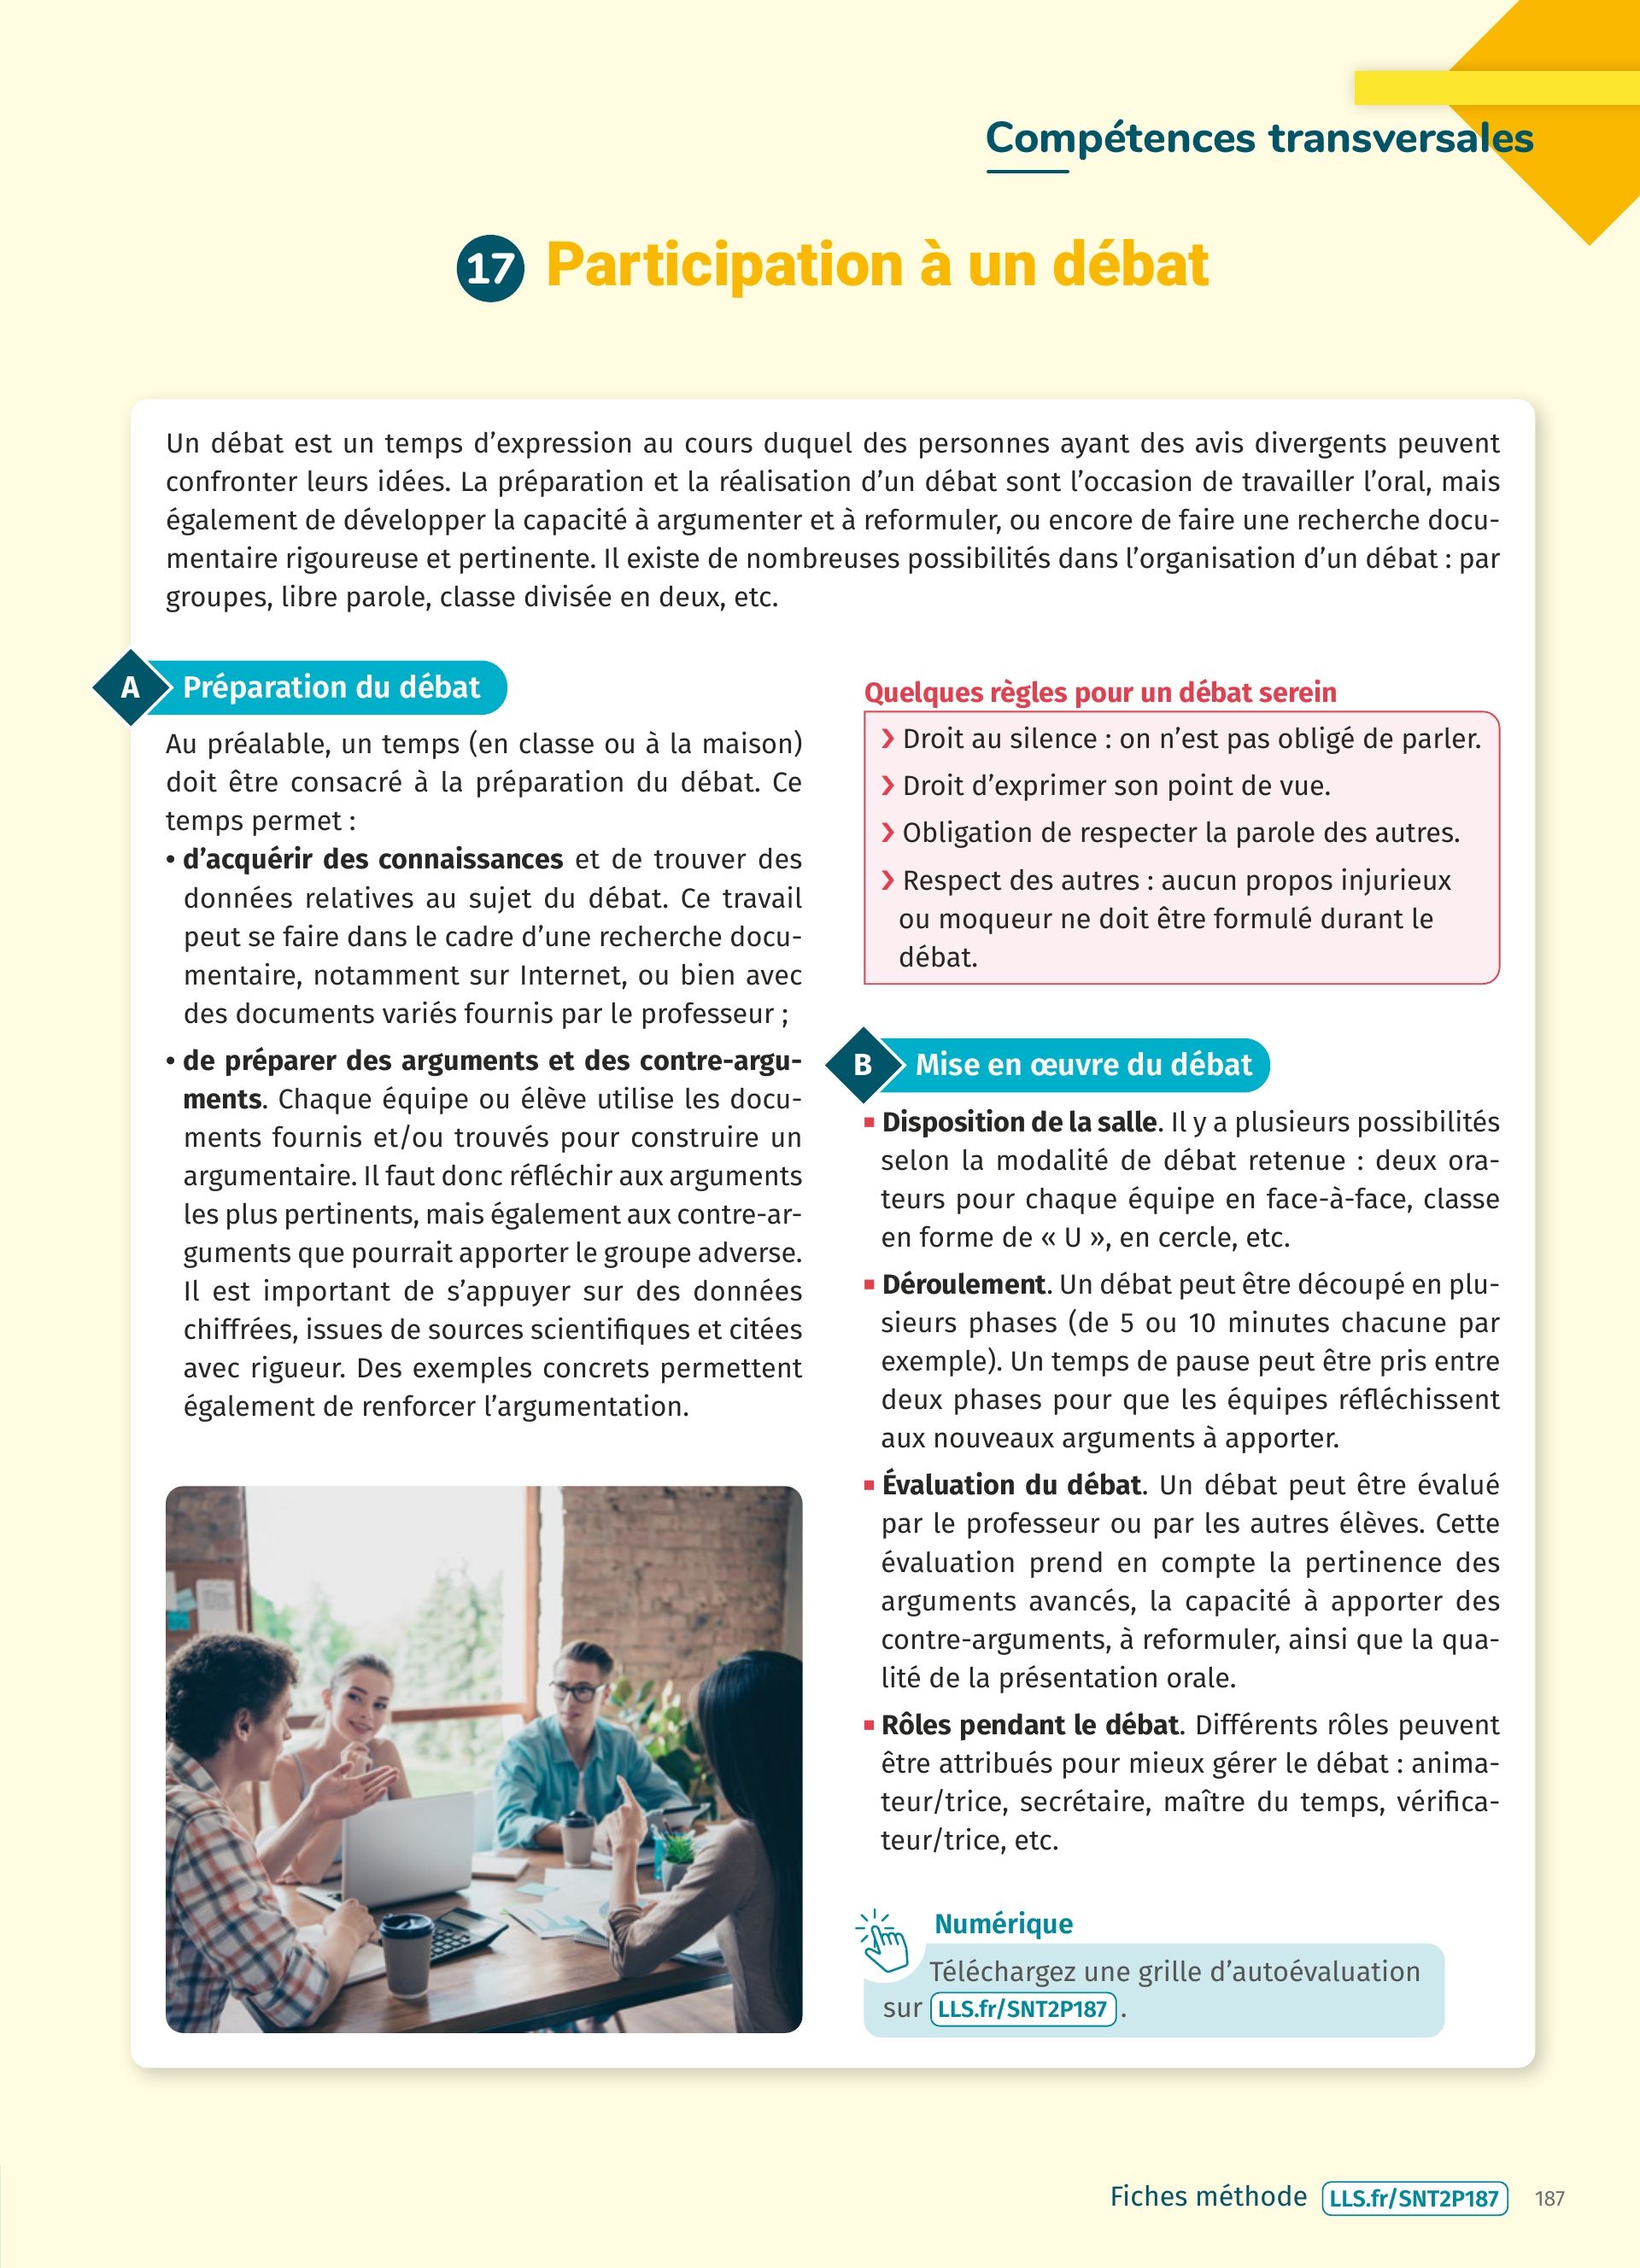 Compétences transversales
17 Participation à un débat
Un débat est un temps d’expression au cours duquel des personnes ayant des avis divergents peuvent
confronter leurs idées. La préparation et la réalisation d’un débat sont l’occasion de travailler l’oral, mais
également de développer la capacité à argumenter et à reformuler, ou encore de faire une recherche docu-
mentaire rigoureuse et pertinente. Il existe de nombreuses possibilités dans l’organisation d’un débat : par
groupes, libre parole, classe divisée en deux, etc.
A Préparation du débat
Au préalable, un temps (en classe ou à la maison)
doit être consacré à la préparation du débat. Ce
temps permet :
• d’acquérir des connaissances et de trouver des
données relatives au sujet du débat. Ce travail
peut se faire dans le cadre d’une recherche docu-
mentaire, notamment sur Internet, ou bien avec
des documents variés fournis par le professeur ;
• de préparer des arguments et des contre-argu-
ments. Chaque équipe ou élève utilise les docu-
ments fournis et/ou trouvés pour construire un
argumentaire. Il faut donc réfléchir aux arguments
les plus pertinents, mais également aux contre-ar-
guments que pourrait apporter le groupe adverse.
Il est important de s’appuyer sur des données
chiffrées, issues de sources scientifiques et citées
avec rigueur. Des exemples concrets permettent
également de renforcer l’argumentation.
Quelques règles pour un débat serein
❯ Droit au silence : on n’est pas obligé de parler.
❯ Droit d’exprimer son point de vue.
❯ Obligation de respecter la parole des autres.
❯ Respect des autres : aucun propos injurieux
ou moqueur ne doit être formulé durant le
débat.
B Mise en œuvre du débat
▪ Disposition de la salle. Il y a plusieurs possibilités
selon la modalité de débat retenue : deux ora-
teurs pour chaque équipe en face-à-face, classe
en forme de « U », en cercle, etc.
▪ Déroulement. Un débat peut être découpé en plu-
sieurs phases (de 5 ou 10 minutes chacune par
exemple). Un temps de pause peut être pris entre
deux phases pour que les équipes réfléchissent
aux nouveaux arguments à apporter.
▪ Évaluation du débat. Un débat peut être évalué
par le professeur ou par les autres élèves. Cette
évaluation prend en compte la pertinence des
arguments avancés, la capacité à apporter des
contre-arguments, à reformuler, ainsi que la qua-
lité de la présentation orale.
▪ Rôles pendant le débat. Différents rôles peuvent
être attribués pour mieux gérer le débat : anima-
teur/trice, secrétaire, maître du temps, vérifica-
teur/trice, etc.
Numérique
Téléchargez une grille d’autoévaluation
sur LLS.fr/SNT2P187 .
Fiches méthode LLS.fr/SNT2P187 187